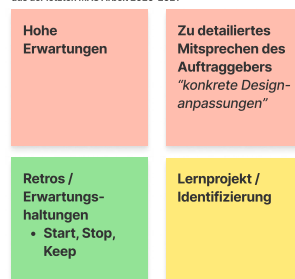 Hohe
Erwartungen
Zu detailiertes
Mitsprechen des
Auftraggebers
“konkrete Design-
anpassungen”
Retros /
Erwartungs-
haltungen
• Start, Stop,
Keep
Lernprojekt /
Identifizierung